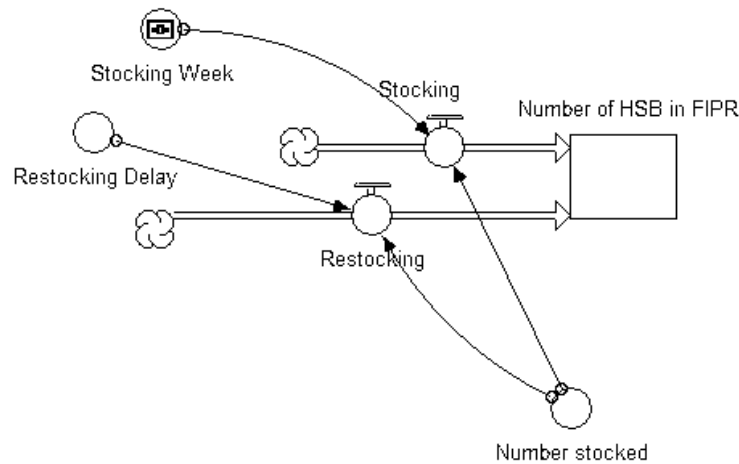 Stocking Week
Stocking
Number of HSB in FIPR
Restocking Delay
Restocking
Number stocked